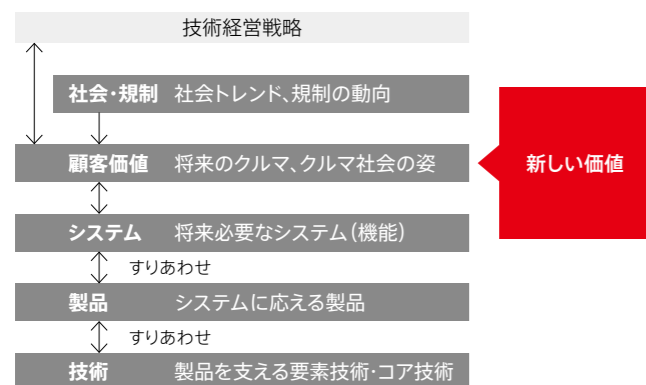 技術経営戦略
社会・規制 社会トレンド、規制の動向
顧客価値 将来のクルマ、クルマ社会の姿
新しい価値
システム 将来必要なシステム(機能)
すりあわせ
製品 システムに応える製品
すりあわせ
技術 製品を支える要素技術・コア技術